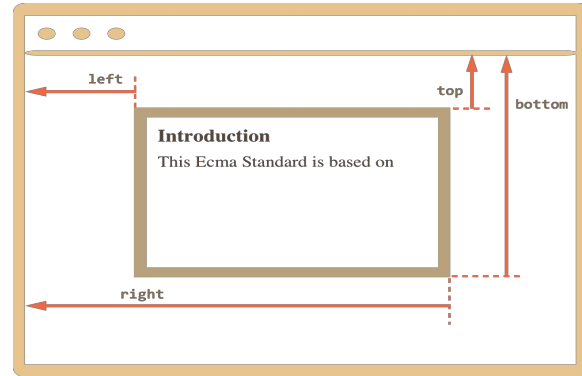 left
top
bottom
Introduction
This Ecma Standard is based on
right